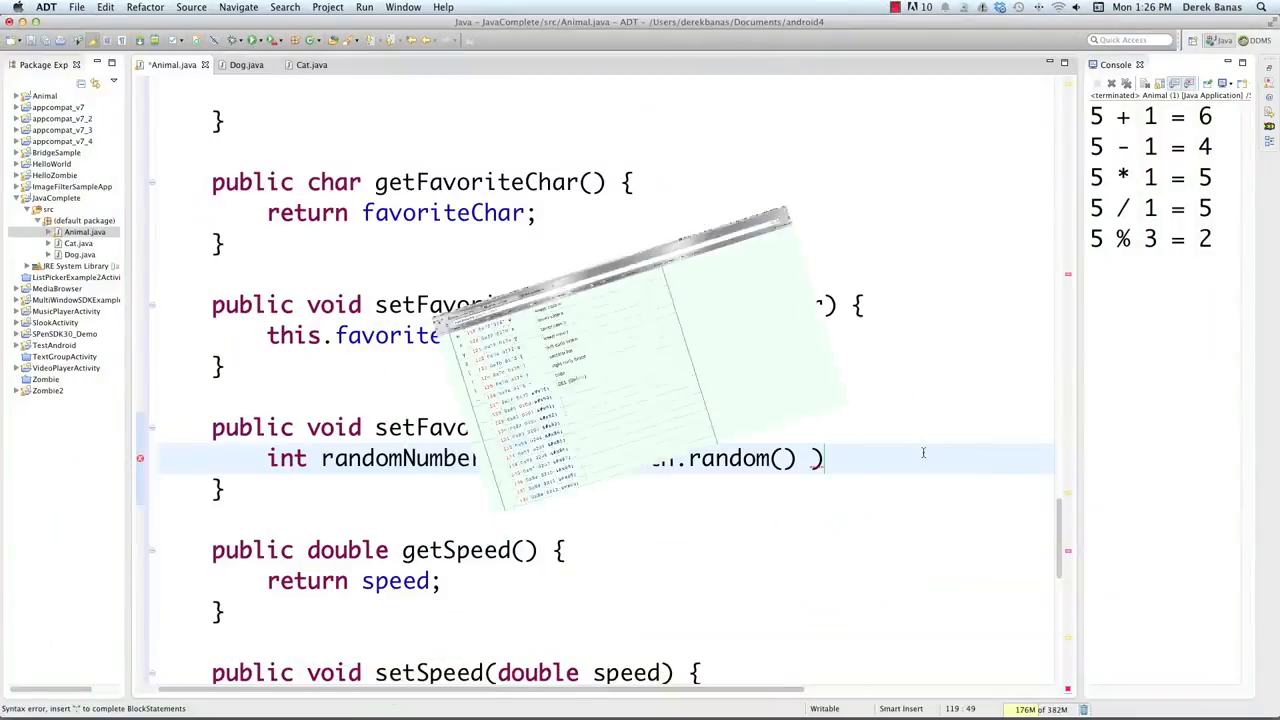 ADT File Edit Refactor Source Navigate Search Project Run Window Help 10 Mon 1:26 PM Derek Banas
Java – JavaComplete/src/Animal.java – ADT – /Users/derekbanas/Documents/android4
Quick Access Java DDMS
Package Exp
Animal
appcompat_v7
appcompat_v7_2
appcompat_v7_3
appcompat_v7_4
BridgeSample
HelloWorld
HelloZombie
ImageFilterSampleApp
JavaComplete
src
(default package)
Animal.java
Cat.java
Dog.java
JRE System Library [Ja
ListPickerExample2Activi
MediaBrowser
MultiWindowSDKExample
MusicPlayerActivity
SlookActivity
SPenSDK30_Demo
TestAndroid
TextGroupActivity
VideoPlayerActivity
Zombie
Zombie2
*Animal.java Dog.java Cat.java
}
public char getFavoriteChar() {
return favoriteChar;
}
public void setFavor r) {
this.favorite
}
public void setFavo
int randomNumber .random() )
}
public double getSpeed() {
return speed;
}
public void setSpeed(double speed) {
Console
<terminated> Animal (1) [Java Application] /S
5 + 1 = 6
5 - 1 = 4
5 * 1 = 5
5 / 1 = 5
5 % 3 = 2
Syntax error, insert ";" to complete BlockStatements Writable Smart Insert 119 : 49 176M of 382M